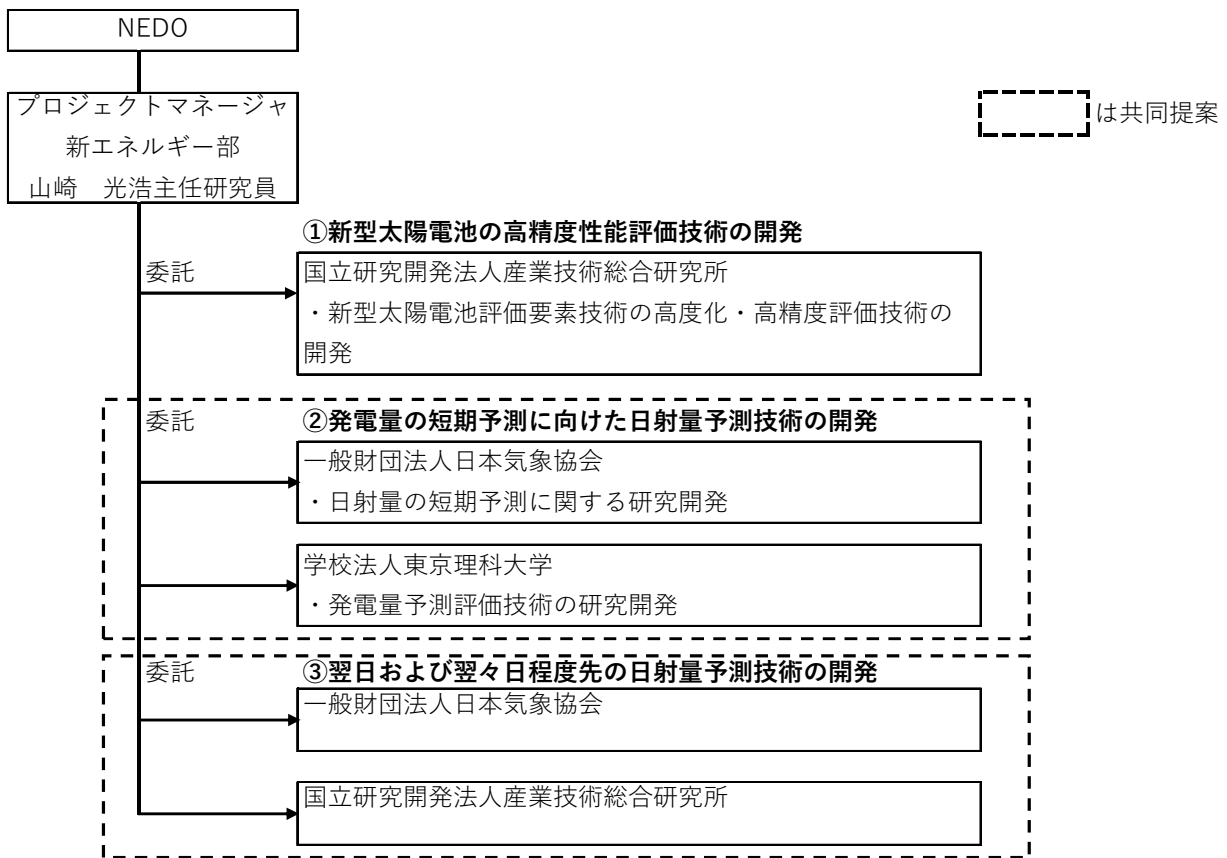 NEDO
プロジェクトマネージャ
新エネルギー部
山崎　光浩主任研究員
は共同提案
①新型太陽電池の高精度性能評価技術の開発
委託
国立研究開発法人産業技術総合研究所
・新型太陽電池評価要素技術の高度化・高精度評価技術の
開発
委託
②発電量の短期予測に向けた日射量予測技術の開発
一般財団法人日本気象協会
・日射量の短期予測に関する研究開発
学校法人東京理科大学
・発電量予測評価技術の研究開発
委託
③翌日および翌々日程度先の日射量予測技術の開発
一般財団法人日本気象協会
国立研究開発法人産業技術総合研究所